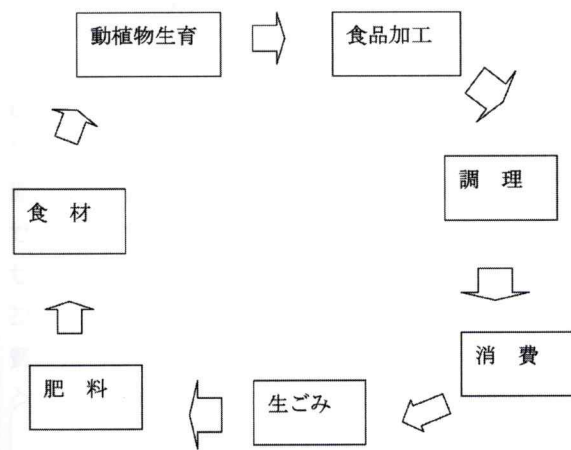 動植物生育
食品加工
調　理
消　費
生ごみ
肥　料
食　材